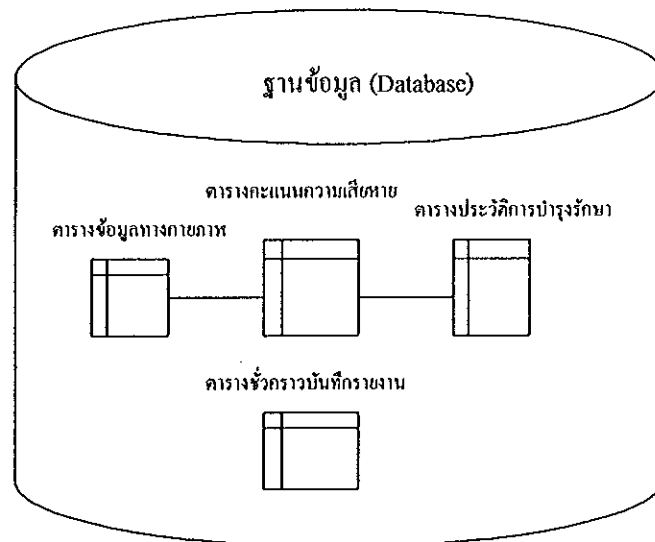 ฐานข้อมูล (Database)
ตารางคะแนนความเสียหาย
ตารางข้อมูลทางกายภาพ
ตารางประวัติการบำรุงรักษา
ตารางชั่วคราวบันทึกรายงาน